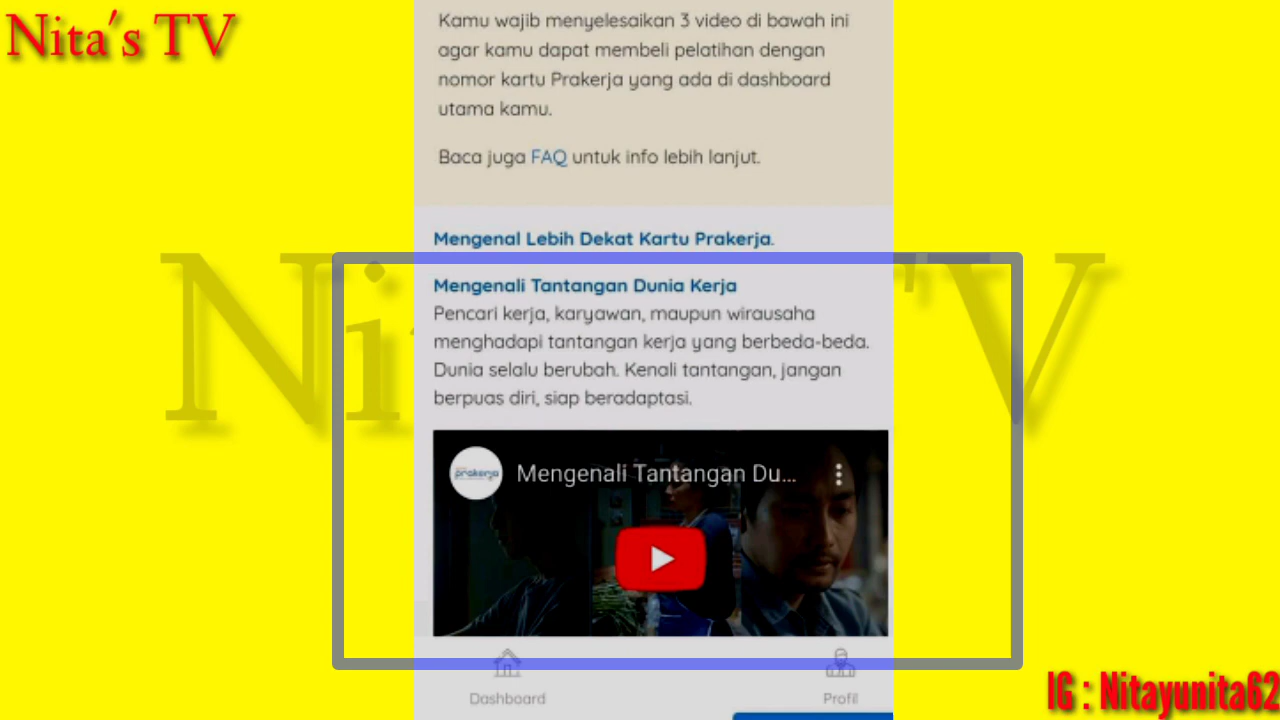 Nita's TV
Kamu wajib menyelesaikan 3 video di bawah ini
agar kamu dapat membeli pelatihan dengan
nomor kartu Prakerja yang ada di dashboard
utama kamu.
Baca juga FAQ untuk info lebih lanjut.
Mengenal Lebih Dekat Kartu Prakerja.
Mengenali Tantangan Dunia Kerja
Pencari kerja, karyawan, maupun wirausaha
menghadapi tantangan kerja yang berbeda-beda.
Dunia selalu berubah. Kenali tantangan, jangan
berpuas diri, siap beradaptasi.
prakerja
Mengenali Tantangan Du...
Dashboard
Profil
IG : Nitayunita62